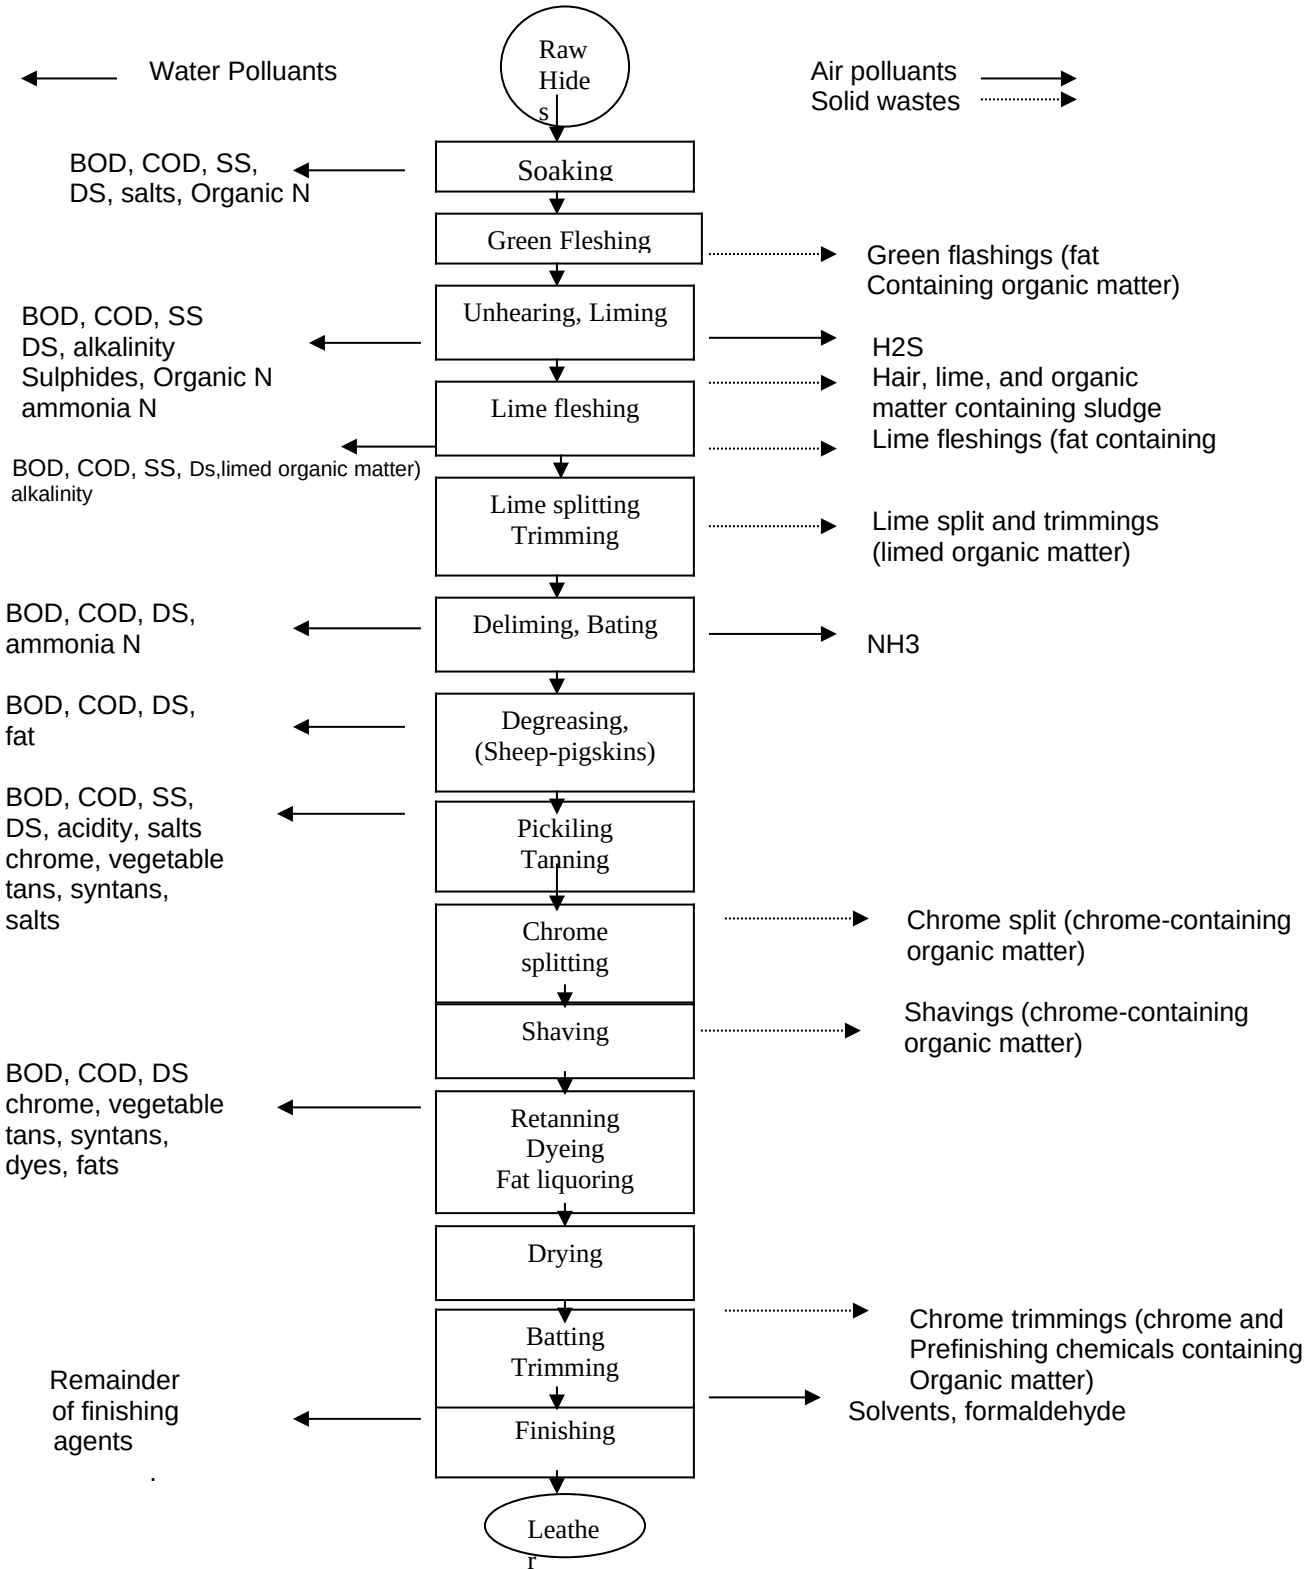 Raw
Hide
s
Water Polluants
Air polluants
Solid wastes
Soaking
BOD, COD, SS,
DS, salts, Organic N
Green Fleshing
Green flashings (fat
Containing organic matter)
Unhearing, Liming
BOD, COD, SS
DS, alkalinity
Sulphides, Organic N
ammonia N
H2S
Hair, lime, and organic
matter containing sludge
Lime fleshings (fat containing
Lime fleshing
BOD, COD, SS, Ds,limed organic matter)
alkalinity
Lime splitting
Trimming
Lime split and trimmings
(limed organic matter)
BOD, COD, DS,
ammonia N
Deliming, Bating
NH3
BOD, COD, DS,
fat
Degreasing,
(Sheep-pigskins)
BOD, COD, SS,
DS, acidity, salts
chrome, vegetable
tans, syntans,
salts
Pickiling
Tanning
Chrome
splitting
Chrome split (chrome-containing
organic matter)
Shaving
Shavings (chrome-containing
organic matter)
BOD, COD, DS
chrome, vegetable
tans, syntans,
dyes, fats
Retanning
Dyeing
Fat liquoring
Drying
Batting
Trimming
Chrome trimmings (chrome and
Prefinishing chemicals containing
Organic matter)
Solvents, formaldehyde
Remainder
of finishing
agents
.
Finishing
Leathe
r